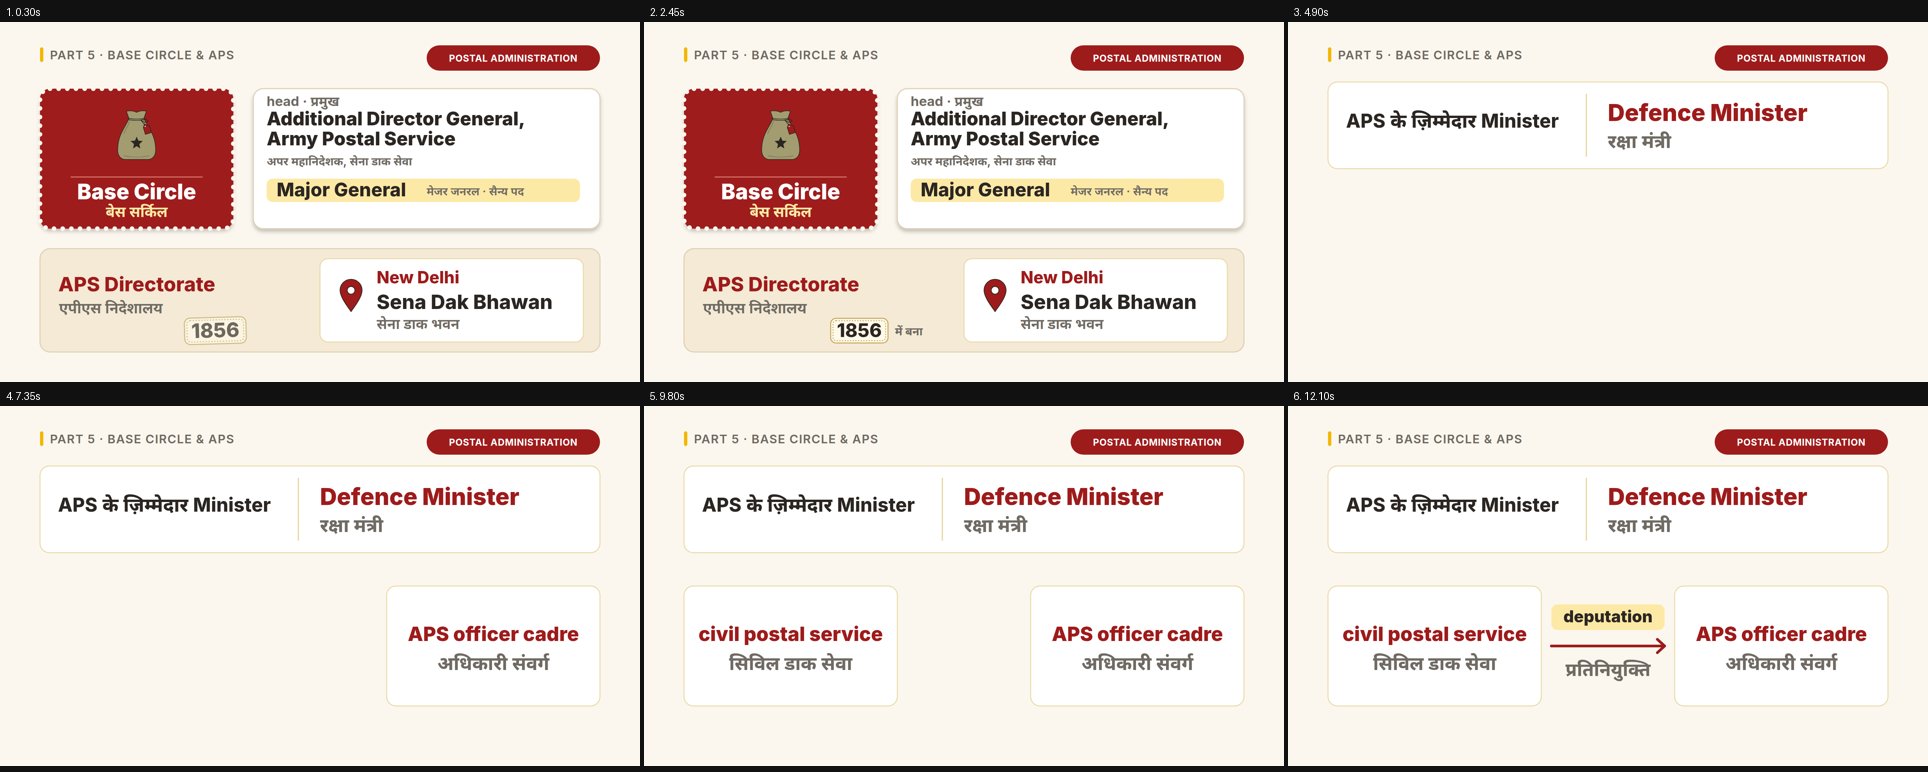 1. 0.30s
PART 5 · BASE CIRCLE & APS
POSTAL ADMINISTRATION
Base Circle
बेस सर्किल
head · प्रमुख
Additional Director General,
Army Postal Service
अपर महानिदेशक, सेना डाक सेवा
Major General मेजर जनरल · सैन्य पद
APS Directorate
एपीएस निदेशालय
1856
New Delhi
Sena Dak Bhawan
सेना डाक भवन
2. 2.45s
PART 5 · BASE CIRCLE & APS
POSTAL ADMINISTRATION
Base Circle
बेस सर्किल
head · प्रमुख
Additional Director General,
Army Postal Service
अपर महानिदेशक, सेना डाक सेवा
Major General मेजर जनरल · सैन्य पद
APS Directorate
एपीएस निदेशालय
1856 में बना
New Delhi
Sena Dak Bhawan
सेना डाक भवन
3. 4.90s
PART 5 · BASE CIRCLE & APS
POSTAL ADMINISTRATION
APS के ज़िम्मेदार Minister
Defence Minister
रक्षा मंत्री
4. 7.35s
PART 5 · BASE CIRCLE & APS
POSTAL ADMINISTRATION
APS के ज़िम्मेदार Minister
Defence Minister
रक्षा मंत्री
APS officer cadre
अधिकारी संवर्ग
5. 9.80s
PART 5 · BASE CIRCLE & APS
POSTAL ADMINISTRATION
APS के ज़िम्मेदार Minister
Defence Minister
रक्षा मंत्री
civil postal service
सिविल डाक सेवा
APS officer cadre
अधिकारी संवर्ग
6. 12.10s
PART 5 · BASE CIRCLE & APS
POSTAL ADMINISTRATION
APS के ज़िम्मेदार Minister
Defence Minister
रक्षा मंत्री
civil postal service
सिविल डाक सेवा
deputation
प्रतिनियुक्ति
APS officer cadre
अधिकारी संवर्ग